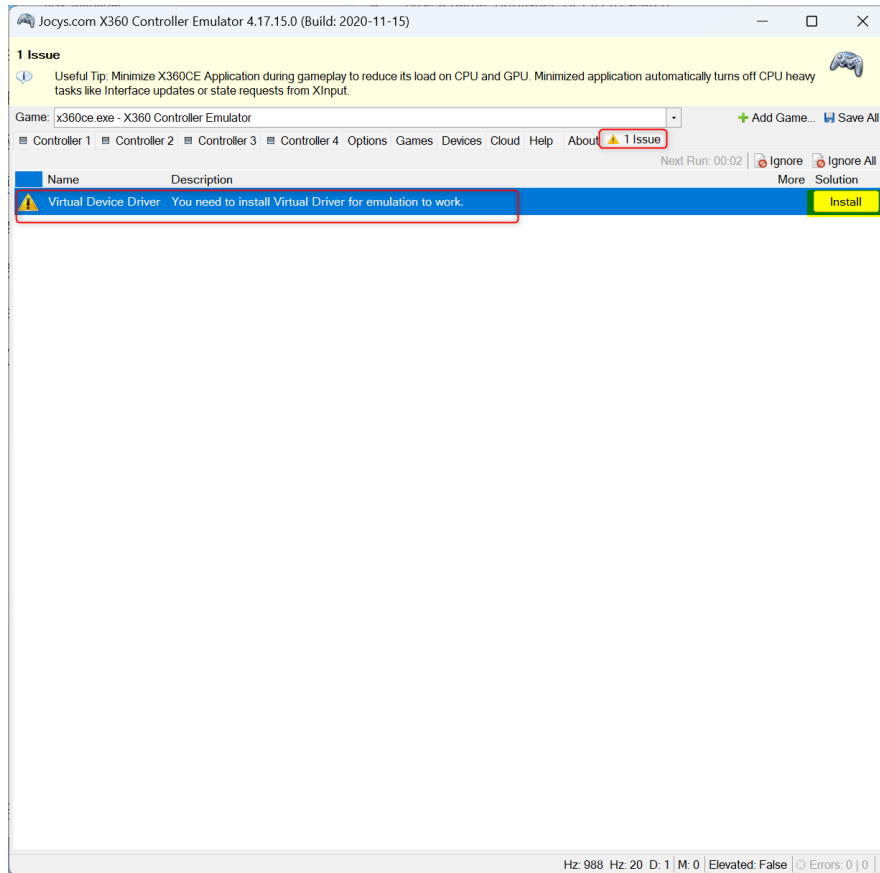 Jocys.com X360 Controller Emulator 4.17.15.0 (Build: 2020-11-15)
1 Issue
Useful Tip: Minimize X360CE Application during gameplay to reduce its load on CPU and GPU. Minimized application automatically turns off CPU heavy
tasks like Interface updates or state requests from XInput.
Game: x360ce.exe - X360 Controller Emulator Add Game... Save All
Controller 1 Controller 2 Controller 3 Controller 4 Options Games Devices Cloud Help About 1 Issue
Next Run: 00:02 Ignore Ignore All
Name Description More Solution
Virtual Device Driver You need to install Virtual Driver for emulation to work. Install
Hz: 988 Hz: 20 D: 1 M: 0 Elevated: False Errors: 0 | 0